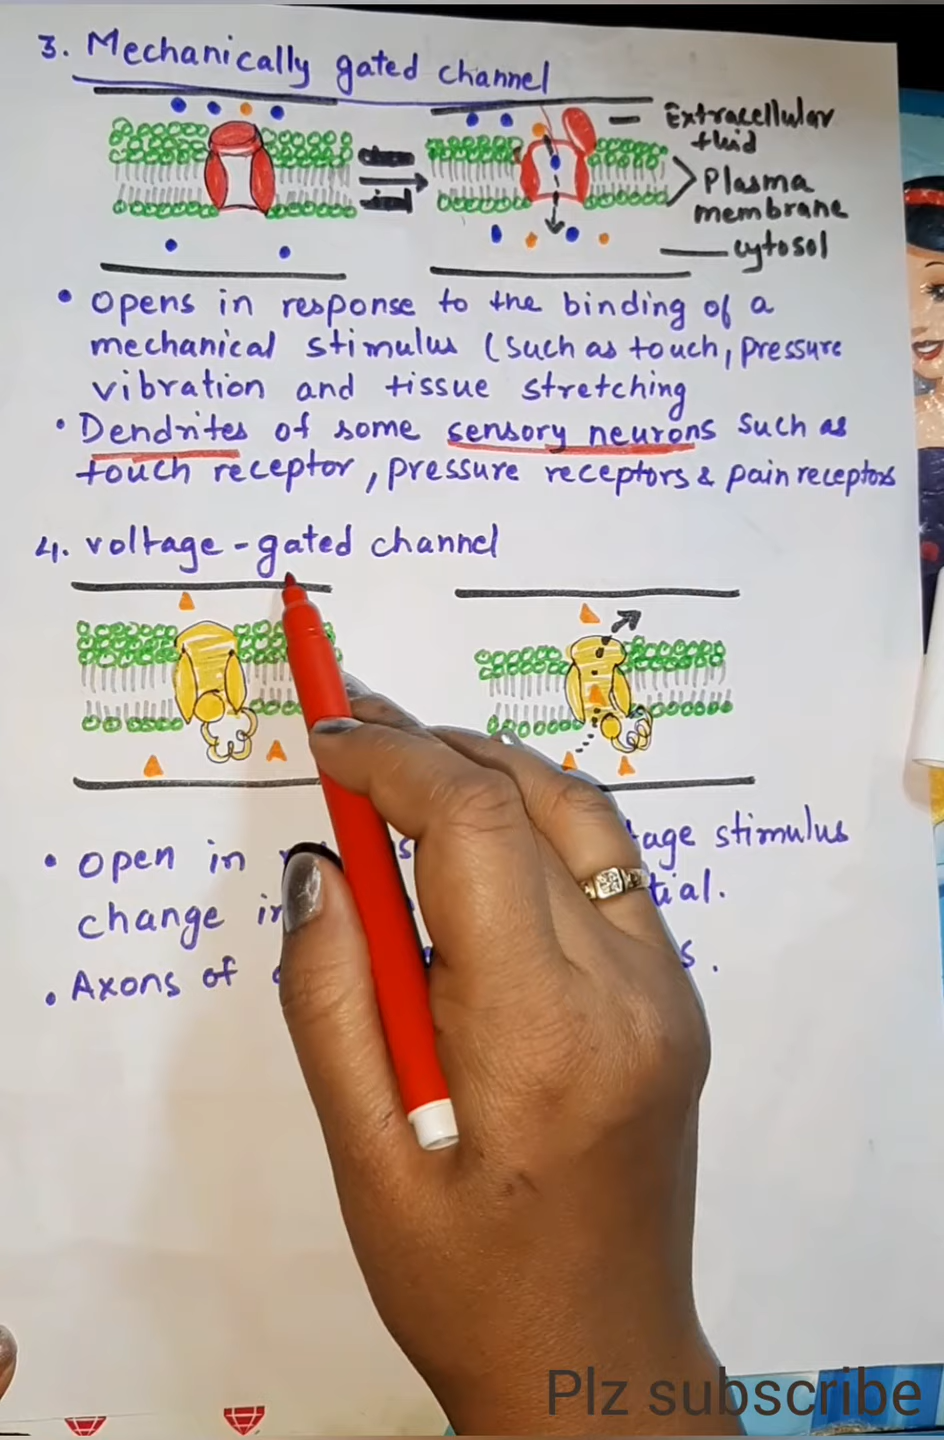 3. Mechanically gated channel
Extracellular
fluid
Plasma
membrane
cytosol
• Opens in response to the binding of a
mechanical stimulus (such as touch, pressure
vibration and tissue stretching
• Dendrites of some sensory neurons such as
touch receptor, pressure receptors & pain receptors
4. voltage-gated channel
• open in tage stimulus
change in tial.
• Axons of s.
Plz subscribe